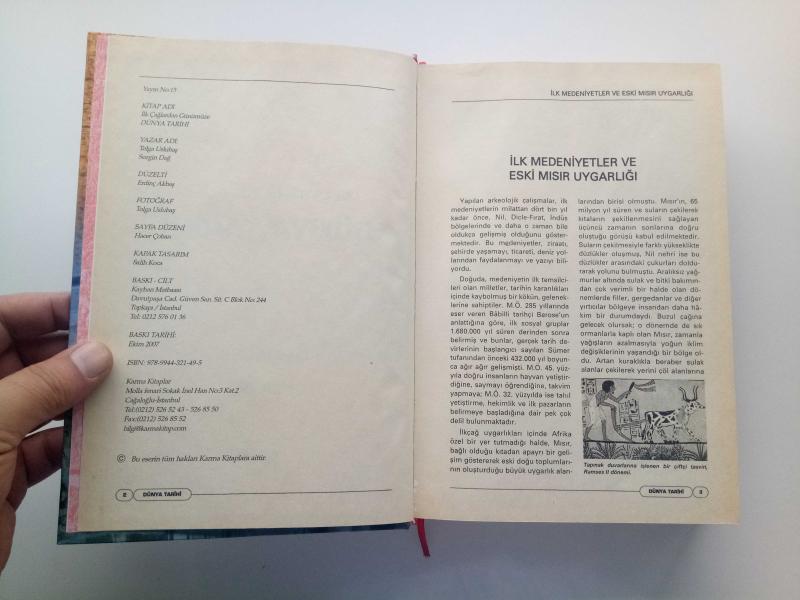 Yayın No:15
KİTAP ADI
İlk Çağlardan Günümüze
DÜNYA TARİHİ
YAZAR ADI
Tolga Uslubaş
Sezgin Dağ
DÜZELTİ
Erdinç Akbaş
FOTOĞRAF
Tolga Uslubaş
SAYFA DÜZENİ
Hacer Çoban
KAPAK TASARIM
Salih Koca
BASKI - CİLT
Kayhan Matbaası
Davutpaşa Cad. Güven San. Sit. C Blok No: 244
Topkapı / İstanbul
Tel: 0212 576 01 36
BASKI TARİHİ:
Ekim 2007
ISBN: 978-9944-321-49-5
Karma Kitaplar
Molla fenari Sokak İnel Han No:3 Kat.2
Cağaloğlu-İstanbul
Tel:(0212) 526 52 43 - 526 85 50
Fax:(0212) 526 85 52
bilgi@karmakitap.com
© Bu eserin tüm hakları Karma Kitaplara aittir.
2 DÜNYA TARİHİ
İLK MEDENİYETLER VE ESKİ MISIR UYGARLIĞI
İLK MEDENİYETLER VE
ESKİ MISIR UYGARLIĞI
Yapılan arkeolojik çalışmalar, ilk
medeniyetlerin milattan dört bin yıl
kadar önce, Nil, Dicle-Fırat, İndüs
bölgelerinde ve daha o zaman bile
oldukça gelişmiş olduğunu göster-
mektedir. Bu medeniyetler, ziraatı,
şehirde yaşamayı, ticareti, deniz yol-
larından faydalanmayı ve yazıyı bili-
yordu.
Doğuda, medeniyetin ilk temsilci-
leri olan milletler, tarihin karanlıkları
içinde kaybolmuş bir kökün, gelenek-
lerine sahiptiler. M.Ö. 285 yıllarında
eser veren Babilli tarihçi Berose'un
anlattığına göre, ilk sosyal gruplar
1.680.000 yıl süren derinden sonra
belirmiş ve bunlar, gerçek tarih de-
virlerinin başlangıcı sayılan Sümer
tufanından önceki 432.000 yıl boyun-
ca ağır ağır gelişmişti. M.Ö. 45. yüz-
yıla doğru insanların hayvan yetiştir-
diğine, saymayı öğrendiğine, takvim
yapmaya; M.Ö. 32. yüzyılda ise tahıl
yetiştirme, hekimlik ve ilk pazarların
belirmeye başladığına dair pek çok
delil bulunmaktadır.
İlkçağ uygarlıkları içinde Afrika
özel bir yer tutmadığı halde, Mısır,
bağlı olduğu kıtadan apayrı bir geli-
şim göstererek eski doğu toplumları-
nın oluşturduğu büyük uygarlık alan-
larından birisi olmuştu. Mısır'ın, 65
milyon yıl süren ve suların çekilerek
kıtaların şekillenmesini sağlayan
üçüncü zamanın sonlarına doğru
oluştuğu görüşü kabul edilmektedir.
Suların çekilmesiyle farklı yükseklikte
düzlükler oluşmuş, Nil nehri ise bu
düzlükler arasındaki çukurları doldu-
rarak yolunu bulmuştu. Aralıksız yağ-
murlar altında sulak ve bitki bakımın-
dan çok verimli bir halde olan dö-
nemlerde filler, gergedanlar ve diğer
yırtıcılar bölgeye insandan daha hâ-
kim bir durumdaydı. Buzul çağına
gelecek olursak; o dönemde de sık
ormanlarla kaplı olan Mısır, zamanla
yağışların azalmasıyla yoğun iklim
değişiklerinin yaşandığı bir bölge ol-
du. Artan kuraklıkla beraber sulak
alanlar çekilerek yerini çöl alanlarına
Tapınak duvarlarına işlenen bir çiftçi tasviri,
Ramses II dönemi.
DÜNYA TARİHİ 3